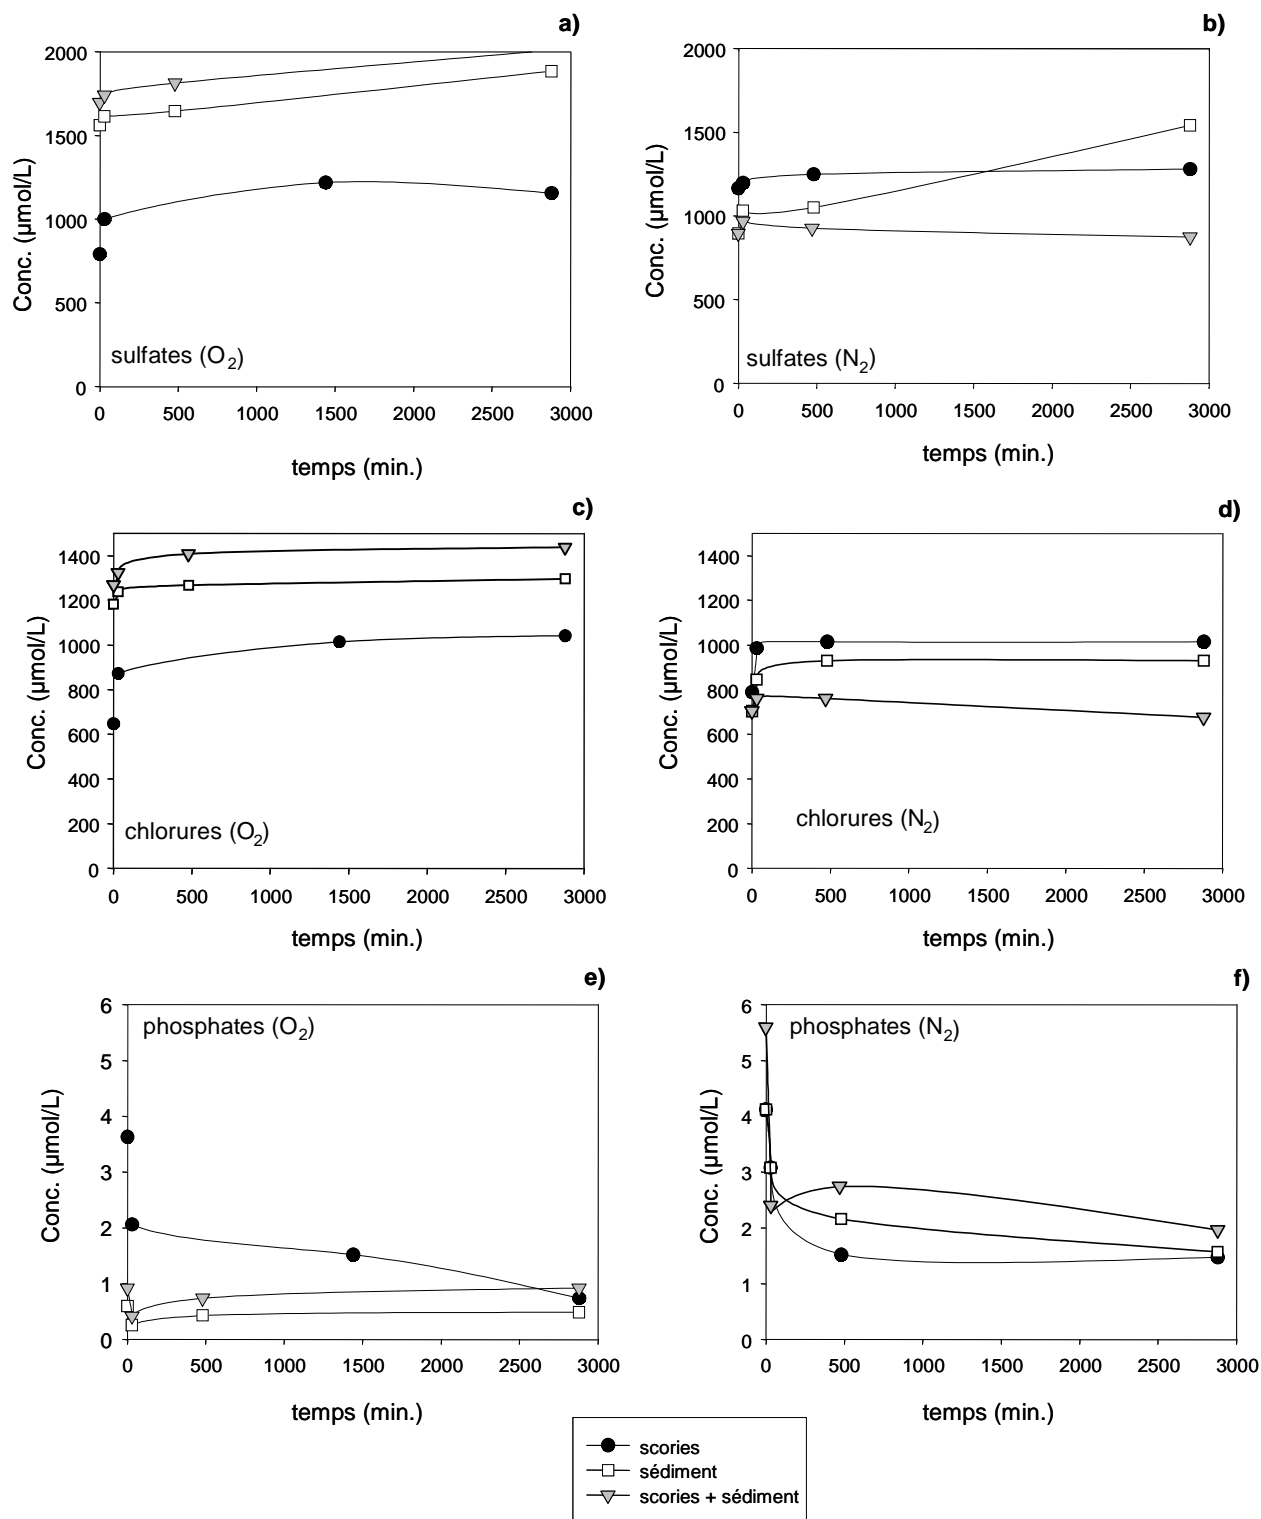 a)
2000
1500
1000
500
0
Conc. (µmol/L)
sulfates (O2)
0 500 1000 1500 2000 2500 3000
temps (min.)
b)
2000
1500
1000
500
0
Conc. (µmol/L)
sulfates (N2)
0 500 1000 1500 2000 2500 3000
temps (min.)
c)
1400
1200
1000
800
600
400
200
0
Conc. (µmol/L)
chlorures (O2)
0 500 1000 1500 2000 2500 3000
temps (min.)
d)
1400
1200
1000
800
600
400
200
0
Conc. (µmol/L)
chlorures (N2)
0 500 1000 1500 2000 2500 3000
temps (min.)
e)
6
5
4
3
2
1
0
Conc. (µmol/L)
phosphates (O2)
0 500 1000 1500 2000 2500 3000
temps (min.)
f)
6
5
4
3
2
1
0
Conc. (µmol/L)
phosphates (N2)
0 500 1000 1500 2000 2500 3000
temps (min.)
scories
sédiment
scories + sédiment